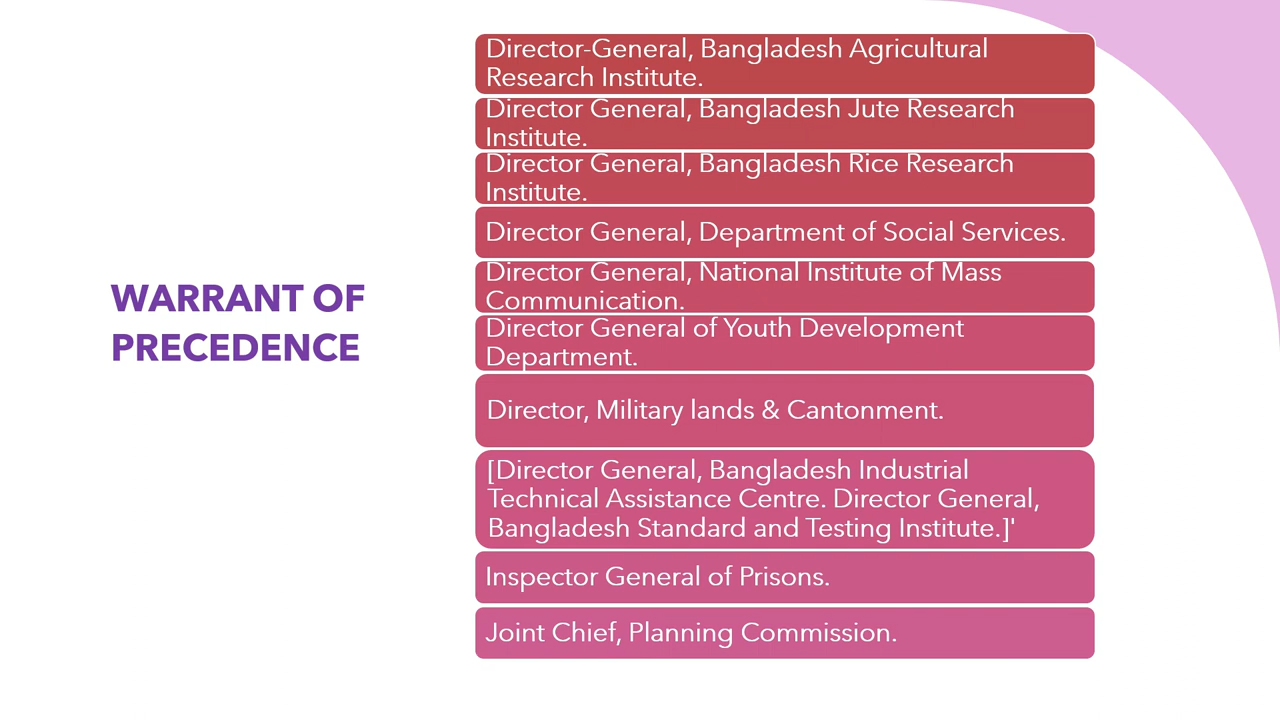 WARRANT OF
PRECEDENCE
Director-General, Bangladesh Agricultural
Research Institute.
Director General, Bangladesh Jute Research
Institute.
Director General, Bangladesh Rice Research
Institute.
Director General, Department of Social Services.
Director General, National Institute of Mass
Communication.
Director General of Youth Development
Department.
Director, Military lands & Cantonment.
[Director General, Bangladesh Industrial
Technical Assistance Centre. Director General,
Bangladesh Standard and Testing Institute.]'
Inspector General of Prisons.
Joint Chief, Planning Commission.